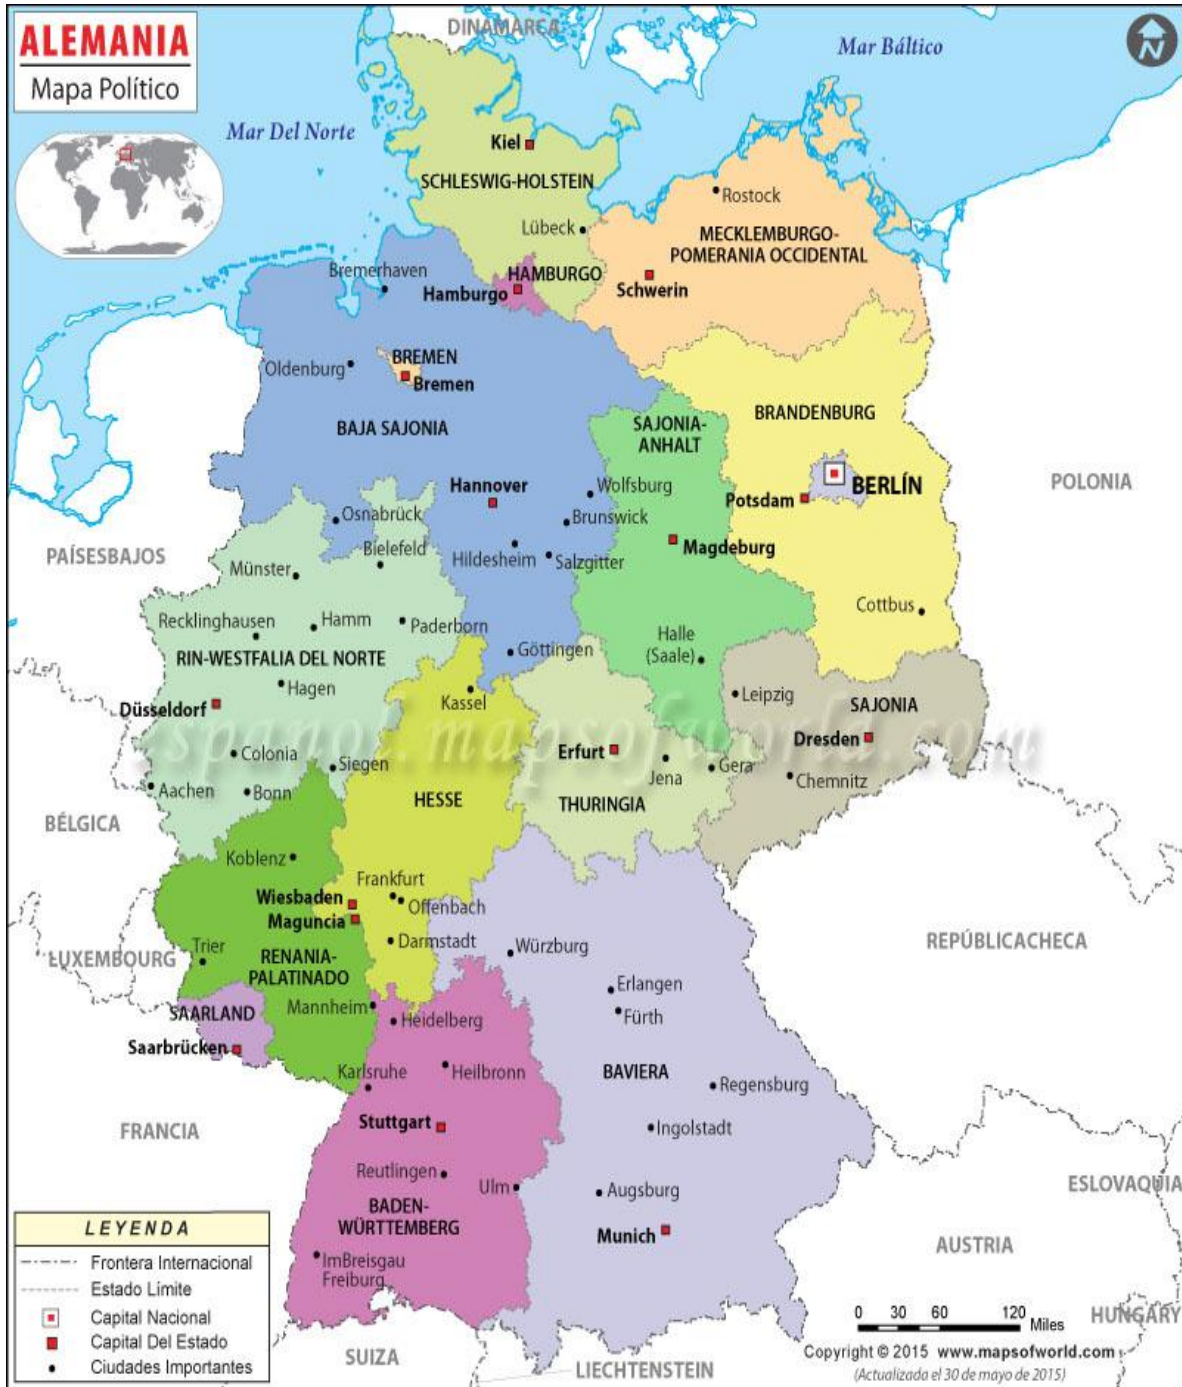 ALEMANIA
Mapa Político
DINAMARCA
Mar Báltico
N
Mar Del Norte
Kiel
SCHLESWIG-HOLSTEIN
Rostock
Lübeck
MECKLEMBURGO-
POMERANIA OCCIDENTAL
Bremerhaven
HAMBURGO
Hamburgo
Schwerin
Oldenburg
BREMEN
Bremen
BRANDENBURG
BAJA SAJONIA
SAJONIA-
ANHALT
Hannover
Wolfsburg
BERLÍN
Potsdam
POLONIA
Osnabrück
Brunswick
Magdeburg
PAÍSESBAJOS
Bielefeld
Hildesheim
Salzgitter
Münster
Cottbus
Recklinghausen
Hamm
Paderborn
Halle
(Saale)
Göttingen
RIN-WESTFALIA DEL NORTE
Hagen
Kassel
Leipzig
SAJONIA
Düsseldorf
Dresden
espanol.mapsofworld.com
Colonia
Siegen
Erfurt
Jena
Gera
Chemnitz
Aachen
Bonn
HESSE
THURINGIA
BÉLGICA
Koblenz
Frankfurt
Wiesbaden
Offenbach
Maguncia
Darmstadt
Würzburg
REPÚBLICACHECA
Trier
LUXEMBOURG
RENANIA-
PALATINADO
Erlangen
Mannheim
SAARLAND
Heidelberg
Fürth
Saarbrücken
Karlsruhe
Heilbronn
BAVIERA
Regensburg
FRANCIA
Stuttgart
Ingolstadt
Reutlingen
Ulm
Augsburg
ESLOVAQUIA
BADEN-
WÜRTTEMBERG
Munich
AUSTRIA
ImBreisgau
Freiburg
HUNGARY
SUIZA
LIECHTENSTEIN
LEYENDA
Frontera Internacional
Estado Límite
Capital Nacional
Capital Del Estado
Ciudades Importantes
0 30 60 120
Miles
Copyright © 2015 www.mapsofworld.com
(Actualizada el 30 de mayo de 2015)